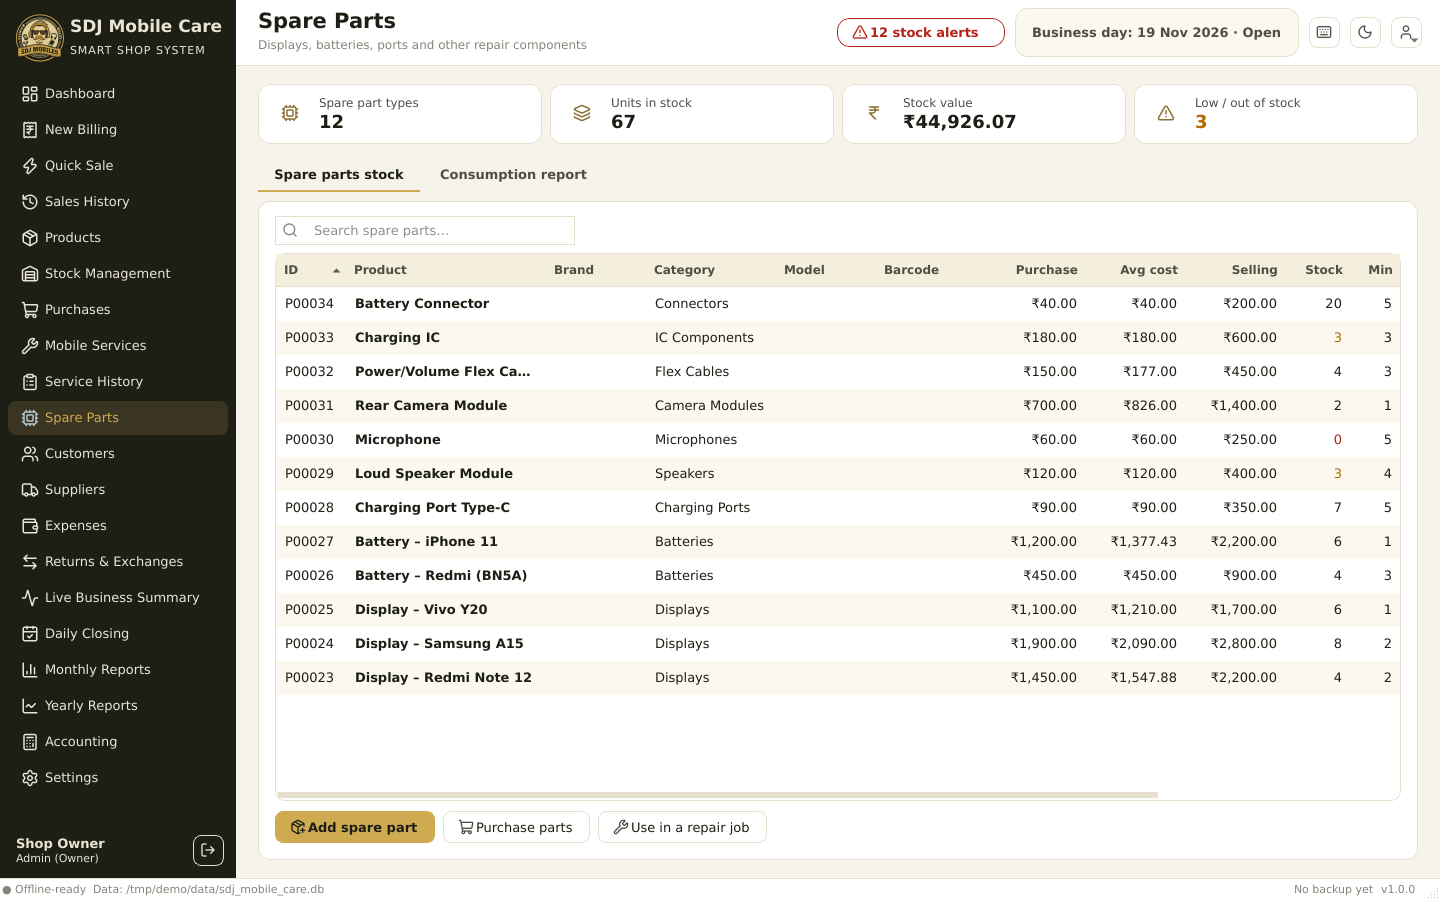 SDJ Mobile Care
SMART SHOP SYSTEM
SDJ MOBILES
Dashboard
New Billing
Quick Sale
Sales History
Products
Stock Management
Purchases
Mobile Services
Service History
Spare Parts
Customers
Suppliers
Expenses
Returns & Exchanges
Live Business Summary
Daily Closing
Monthly Reports
Yearly Reports
Accounting
Settings
Shop Owner
Admin (Owner)
Spare Parts
Displays, batteries, ports and other repair components
12 stock alerts
Business day: 19 Nov 2026 · Open
Spare part types
12
Units in stock
67
Stock value
₹44,926.07
Low / out of stock
3
Spare parts stock Consumption report
Search spare parts...
ID Product Brand Category Model Barcode Purchase Avg cost Selling Stock Min
P00034 Battery Connector Connectors ₹40.00 ₹40.00 ₹200.00 20 5
P00033 Charging IC IC Components ₹180.00 ₹180.00 ₹600.00 3 3
P00032 Power/Volume Flex Ca... Flex Cables ₹150.00 ₹177.00 ₹450.00 4 3
P00031 Rear Camera Module Camera Modules ₹700.00 ₹826.00 ₹1,400.00 2 1
P00030 Microphone Microphones ₹60.00 ₹60.00 ₹250.00 0 5
P00029 Loud Speaker Module Speakers ₹120.00 ₹120.00 ₹400.00 3 4
P00028 Charging Port Type-C Charging Ports ₹90.00 ₹90.00 ₹350.00 7 5
P00027 Battery – iPhone 11 Batteries ₹1,200.00 ₹1,377.43 ₹2,200.00 6 1
P00026 Battery – Redmi (BN5A) Batteries ₹450.00 ₹450.00 ₹900.00 4 3
P00025 Display – Vivo Y20 Displays ₹1,100.00 ₹1,210.00 ₹1,700.00 6 1
P00024 Display – Samsung A15 Displays ₹1,900.00 ₹2,090.00 ₹2,800.00 8 2
P00023 Display – Redmi Note 12 Displays ₹1,450.00 ₹1,547.88 ₹2,200.00 4 2
Add spare part Purchase parts Use in a repair job
Offline-ready Data: /tmp/demo/data/sdj_mobile_care.db No backup yet v1.0.0